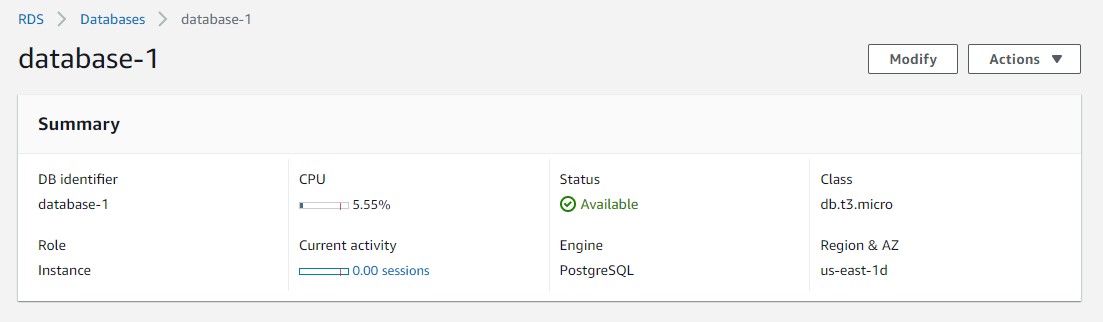 RDS > Databases > database-1
database-1
Modify
Actions
Summary
DB identifier
database-1
CPU
5.55%
Status
Available
Class
db.t3.micro
Role
Instance
Current activity
0.00 sessions
Engine
PostgreSQL
Region & AZ
us-east-1d